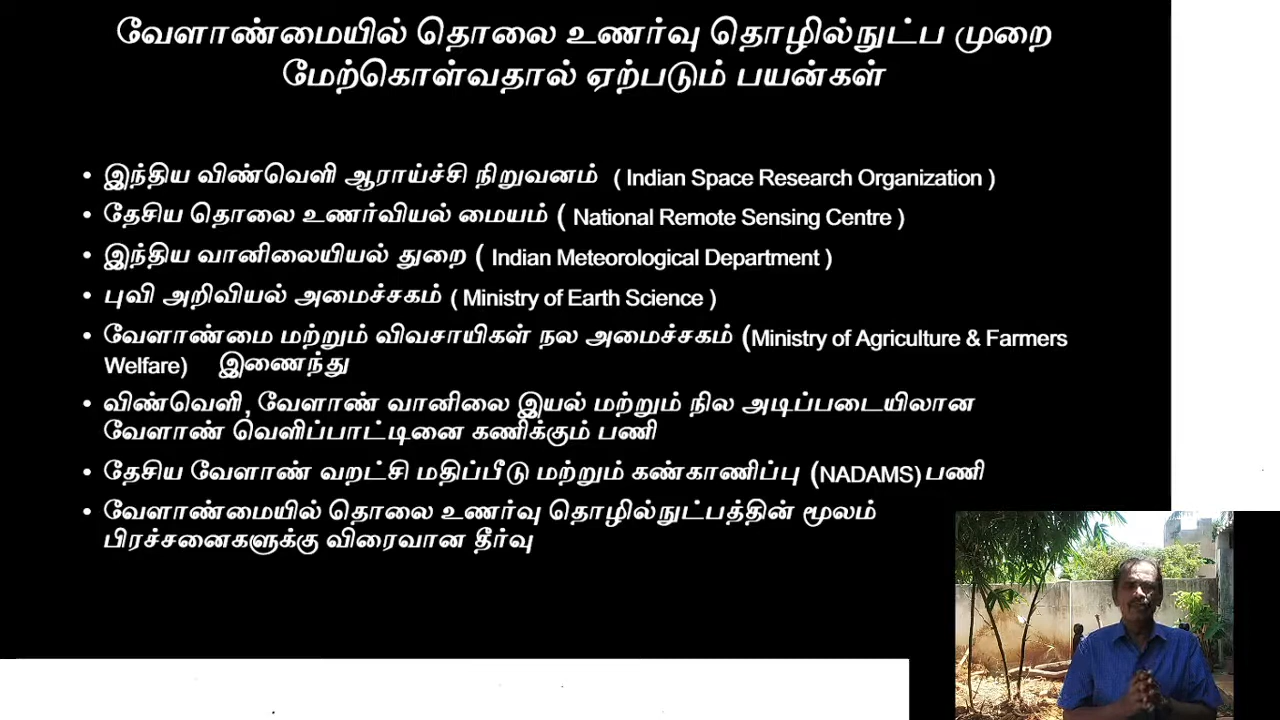 வேளாண்மையில் தொலை உணர்வு தொழில்நுட்ப முறை
மேற்கொள்வதால் ஏற்படும் பயன்கள்
• இந்திய விண்வெளி ஆராய்ச்சி நிறுவனம் ( Indian Space Research Organization )
• தேசிய தொலை உணர்வியல் மையம் ( National Remote Sensing Centre )
• இந்திய வானிலையியல் துறை ( Indian Meteorological Department )
• புவி அறிவியல் அமைச்சகம் ( Ministry of Earth Science )
• வேளாண்மை மற்றும் விவசாயிகள் நல அமைச்சகம் (Ministry of Agriculture & Farmers
Welfare) இணைந்து
• விண்வெளி, வேளாண் வானிலை இயல் மற்றும் நில அடிப்படையிலான
வேளாண் வெளிப்பாட்டினை கணிக்கும் பணி
• தேசிய வேளாண் வறட்சி மதிப்பீடு மற்றும் கண்காணிப்பு (NADAMS) பணி
• வேளாண்மையில் தொலை உணர்வு தொழில்நுட்பத்தின் மூலம்
பிரச்சனைகளுக்கு விரைவான தீர்வு